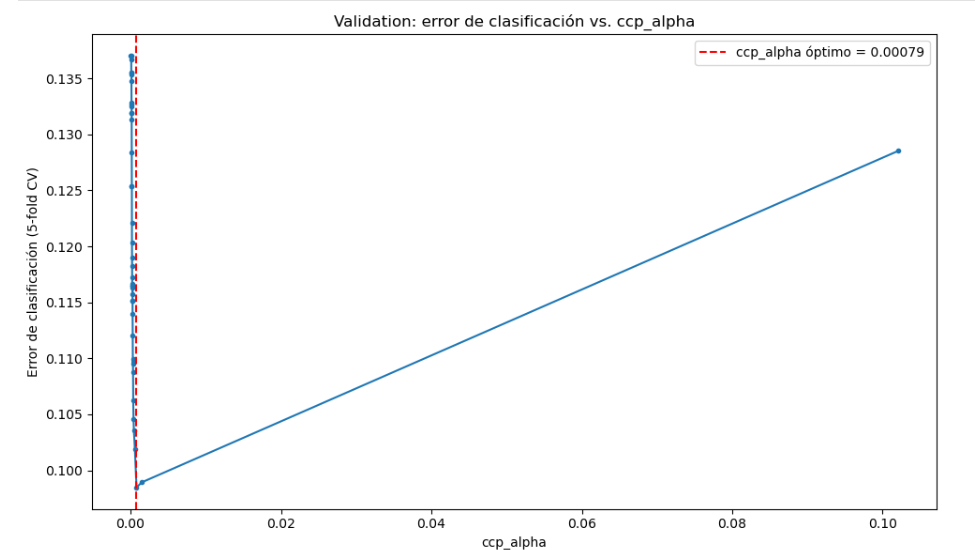 Validation: error de clasificación vs. ccp_alpha
ccp_alpha óptimo = 0.00079
Error de clasificación (5-fold CV)
0.135
0.130
0.125
0.120
0.115
0.110
0.105
0.100
0.00 0.02 0.04 0.06 0.08 0.10
ccp_alpha